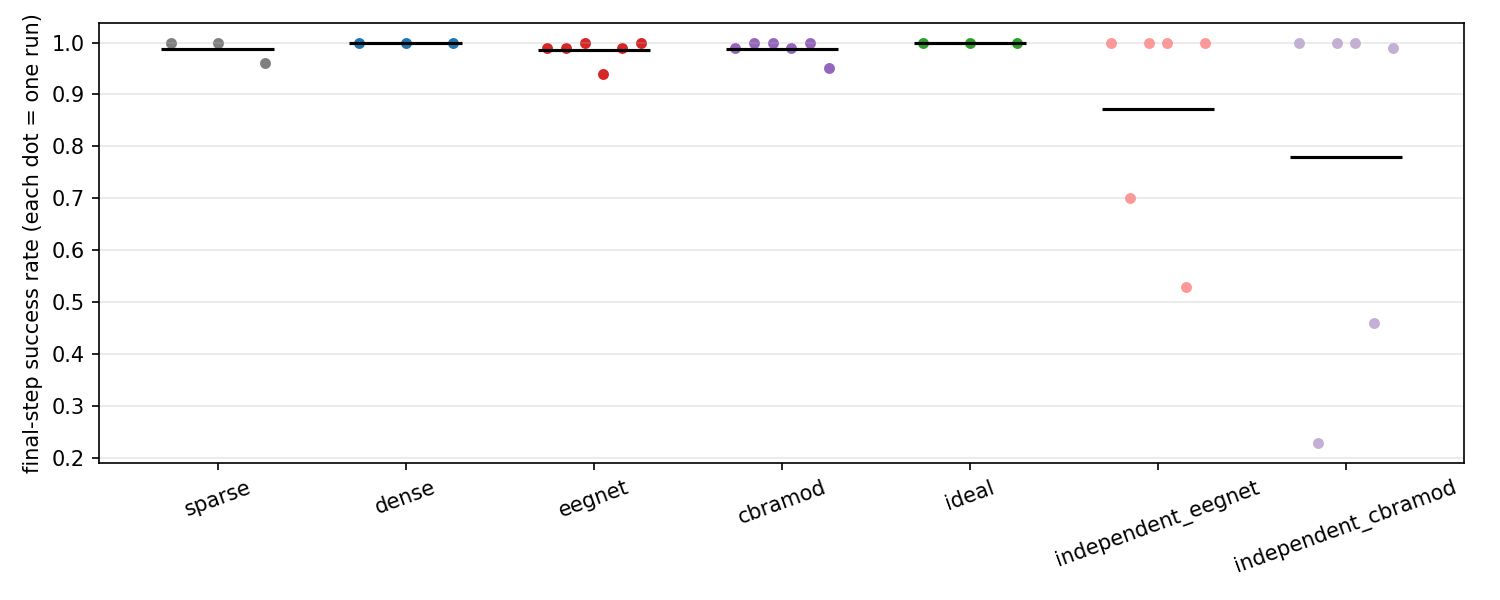 final-step success rate (each dot = one run)
1.0
0.9
0.8
0.7
0.6
0.5
0.4
0.3
0.2
sparse
dense
eegnet
cbramod
ideal
independent_eegnet
independent_cbramod